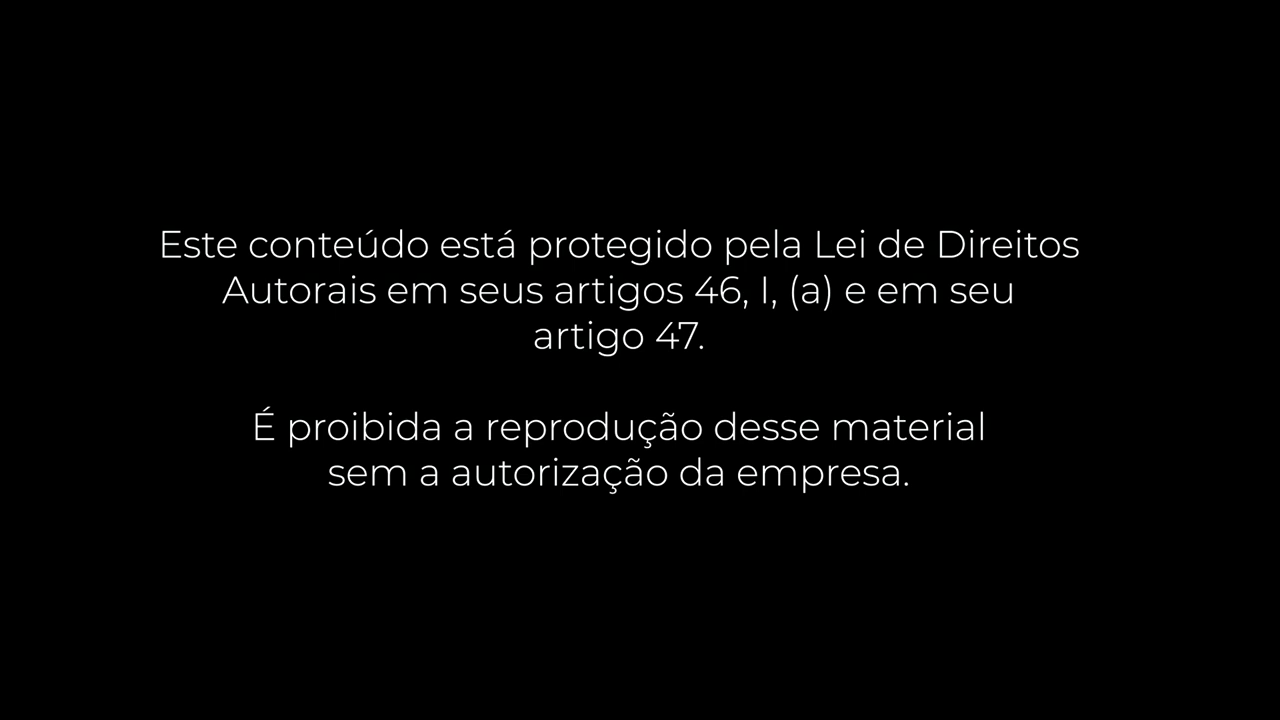 Este conteúdo está protegido pela Lei de Direitos
Autorais em seus artigos 46, I, (a) e em seu
artigo 47.
É proibida a reprodução desse material
sem a autorização da empresa.